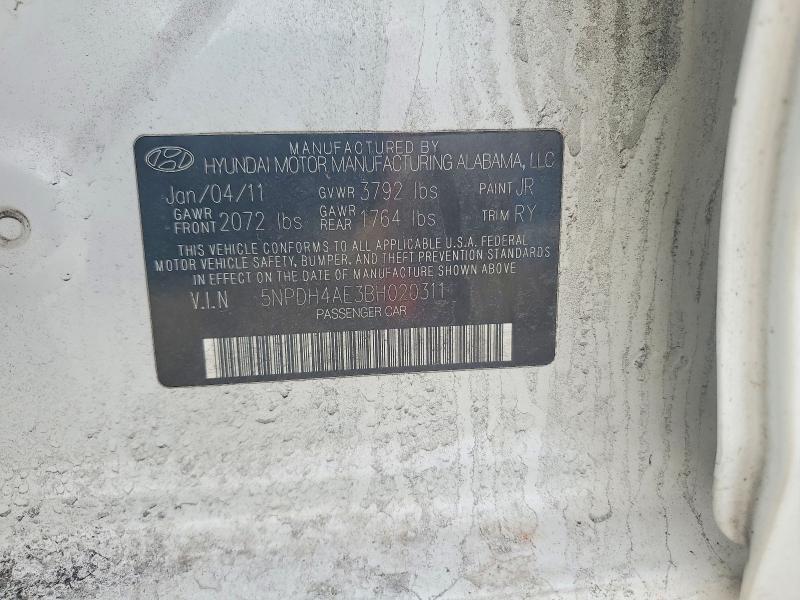 MANUFACTURED BY
HYUNDAI MOTOR MANUFACTURING ALABAMA, LLC
Jan/04/11 GVWR 3792 lbs PAINT JR
GAWR FRONT 2072 lbs GAWR REAR 1764 lbs TRIM RY
THIS VEHICLE CONFORMS TO ALL APPLICABLE U.S.A. FEDERAL
MOTOR VEHICLE SAFETY, BUMPER, AND THEFT PREVENTION STANDARDS
IN EFFECT ON THE DATE OF MANUFACTURE SHOWN ABOVE.
V.I.N 5NPDH4AE3BH020311
PASSENGER CAR